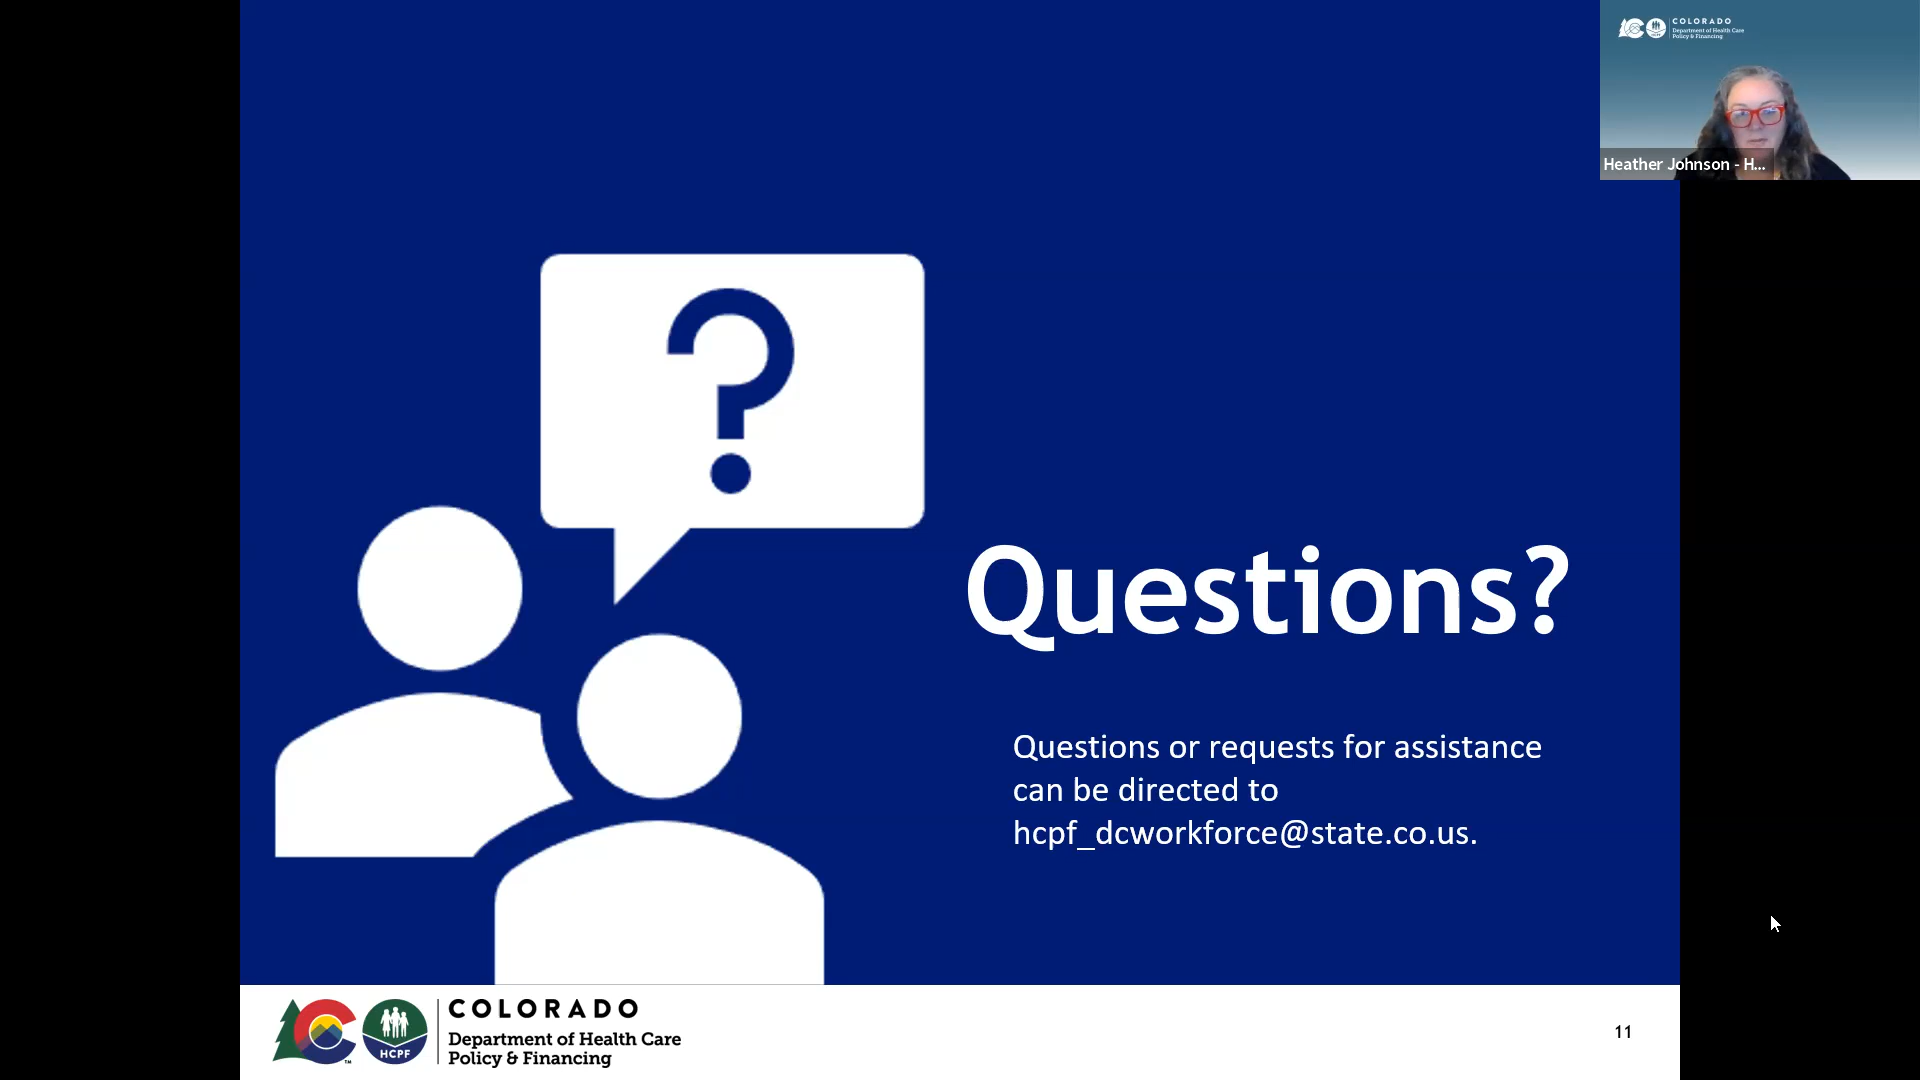 COLORADO
Department of Health Care
Policy & Financing
Heather Johnson - H...
?
Questions?
Questions or requests for assistance
can be directed to
hcpf_dcworkforce@state.co.us.
HCPF
TM
COLORADO
Department of Health Care
Policy & Financing
11